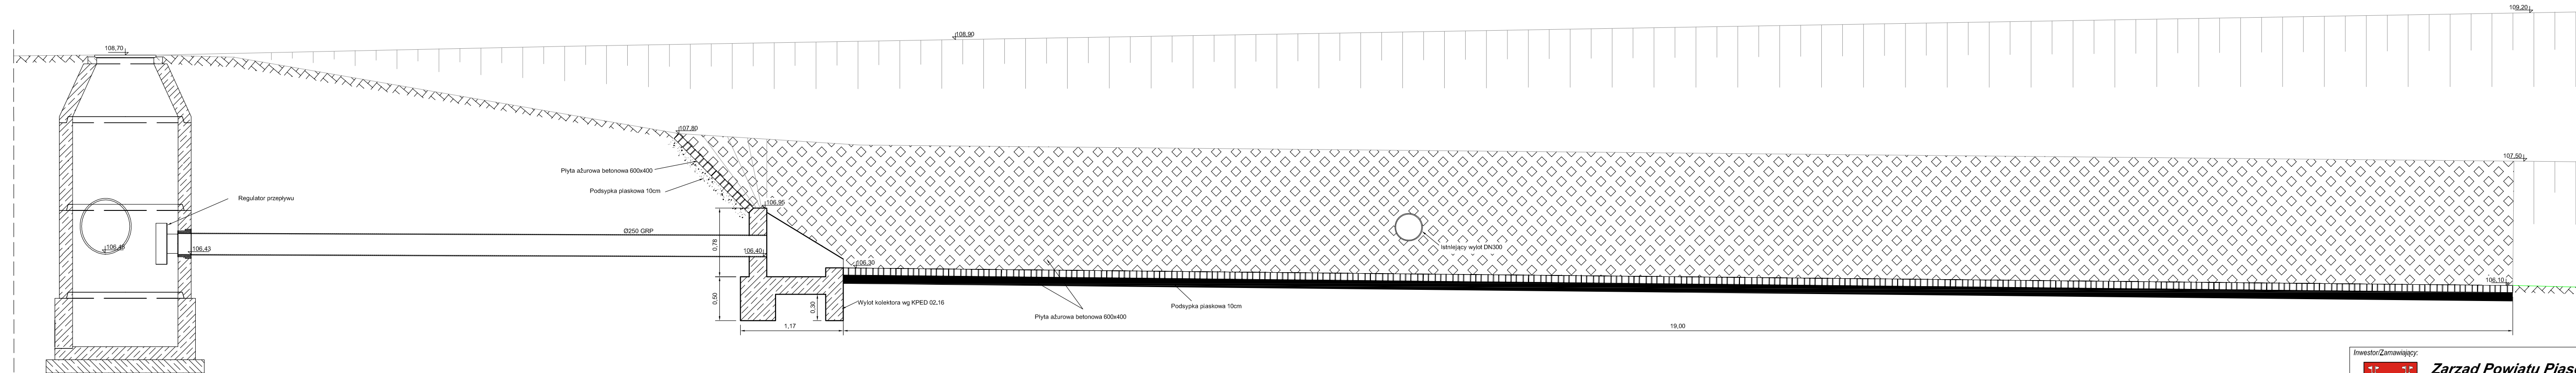 109,20
108,90
108,70
107,80
107,50
Płyta ażurowa betonowa 600x400
Podsypka piaskowa 10cm
Regulator przepływu
106,95
Ø250 GRP
0,78
106,43
106,40
Istniejący wylot DN300
106,30
106,10
0,50
0,30
Wylot kolektora wg KPED 02.16
Podsypka piaskowa 10cm
Płyta ażurowa betonowa 600x400
1,17
19,00
Inwestor/Zamawiający:
Zarząd Powiatu